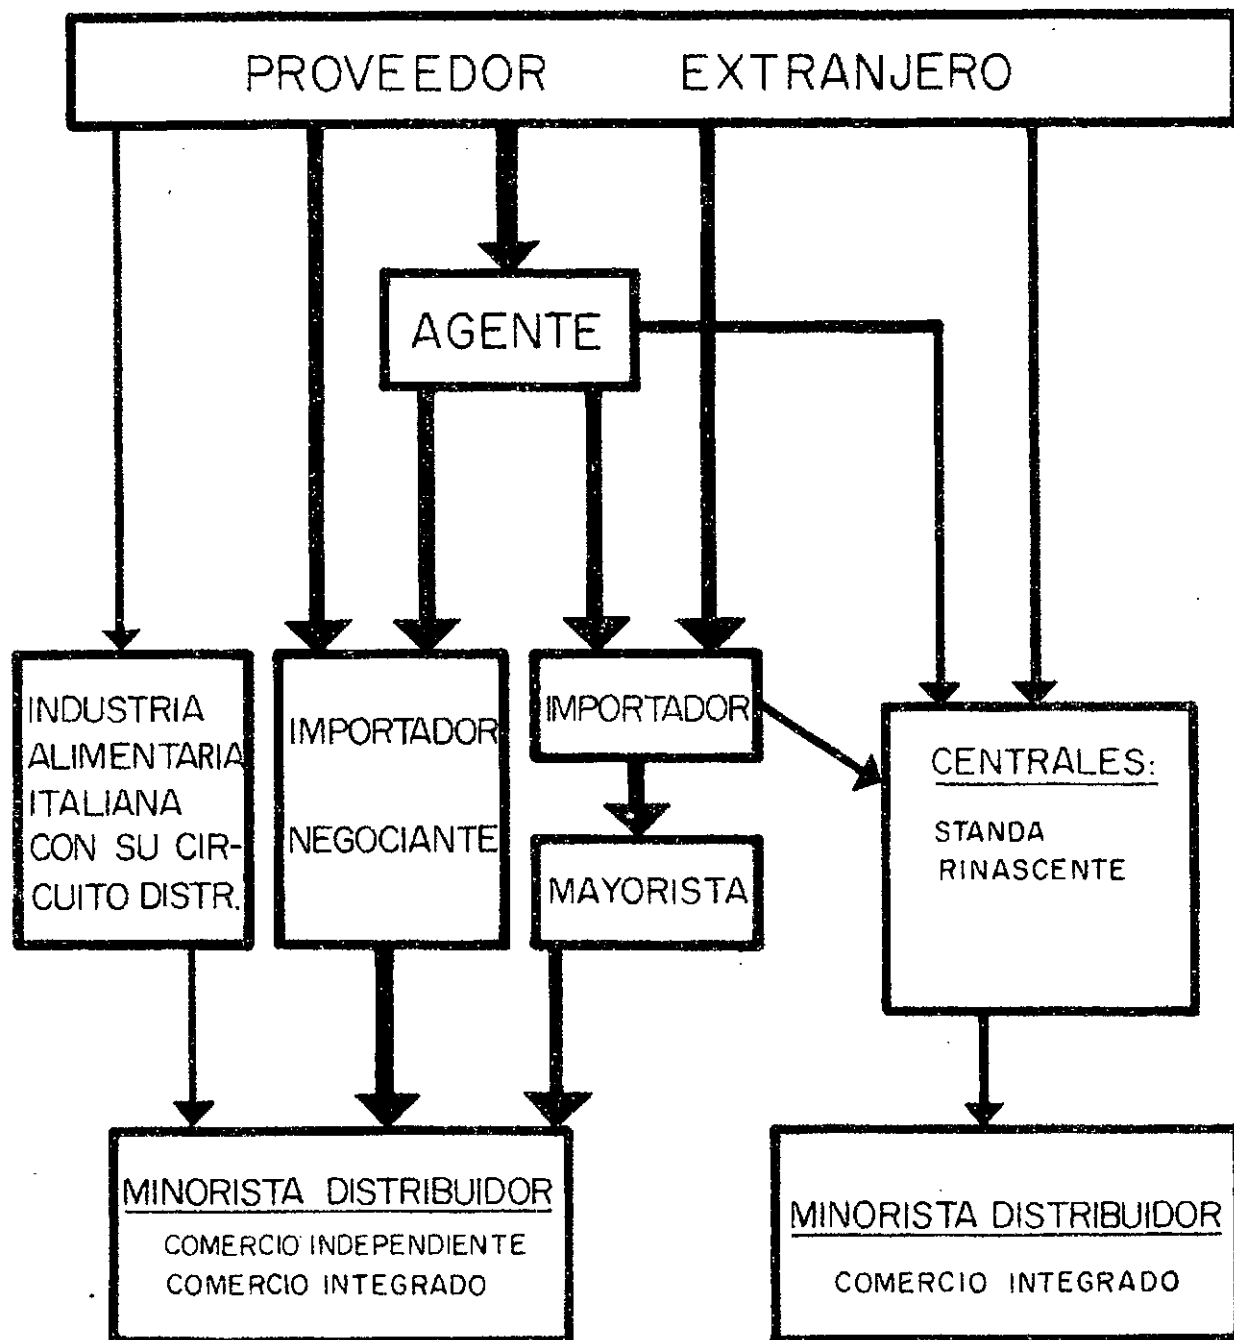 PROVEEDOR EXTRANJERO
AGENTE
INDUSTRIA
ALIMENTARIA
ITALIANA
CON SU CIR-
CUITO DISTR.
IMPORTADOR
NEGOCIANTE
IMPORTADOR
MAYORISTA
CENTRALES:
STANDA
RINASCENTE
MINORISTA DISTRIBUIDOR
COMERCIO INDEPENDIENTE
COMERCIO INTEGRADO
MINORISTA DISTRIBUIDOR
COMERCIO INTEGRADO